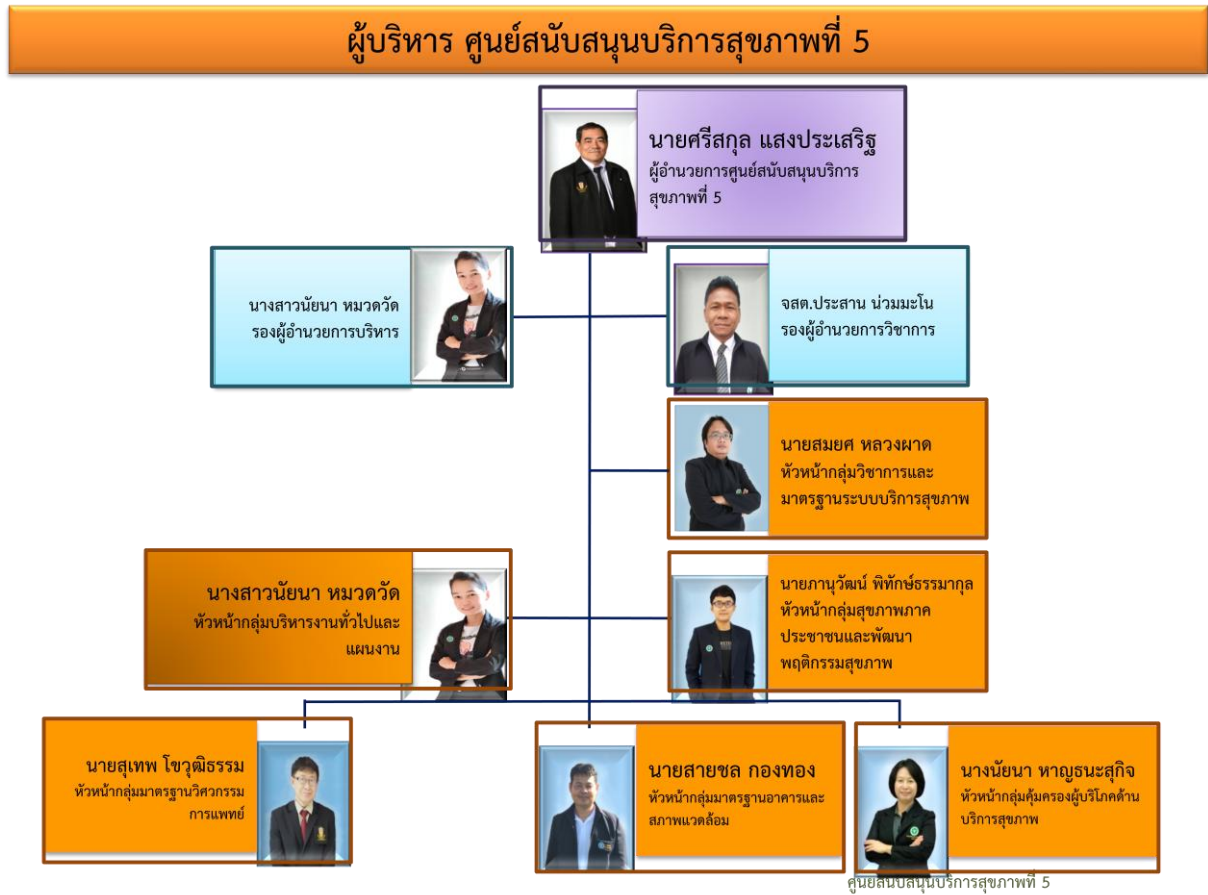 ผู้บริหาร ศูนย์สนับสนุนบริการสุขภาพที่ 5
นายศรีสกุล แสงประเสริฐ
ผู้อำนวยการศูนย์สนับสนุนบริการ
สุขภาพที่ 5
นางสาวนัยนา หมวดวัด
รองผู้อำนวยการบริหาร
จสต.ประสาน น่วมมะโน
รองผู้อำนวยการวิชาการ
นายสมยศ หลวงผาด
หัวหน้ากลุ่มวิชาการและ
มาตรฐานระบบบริการสุขภาพ
นางสาวนัยนา หมวดวัด
หัวหน้ากลุ่มบริหารงานทั่วไปและ
แผนงาน
นายภานุวัฒน์ พิทักษ์ธรรมากุล
หัวหน้ากลุ่มสุขภาพภาค
ประชาชนและพัฒนา
พฤติกรรมสุขภาพ
นายสุเทพ โขวุฒิธรรม
หัวหน้ากลุ่มมาตรฐานวิศวกรรม
การแพทย์
นายสายชล กองทอง
หัวหน้ากลุ่มมาตรฐานอาคารและ
สภาพแวดล้อม
นางนัยนา หาญธนะสุกิจ
หัวหน้ากลุ่มคุ้มครองผู้บริโภคด้าน
บริการสุขภาพ
ศูนย์สนับสนุนบริการสุขภาพที่ 5